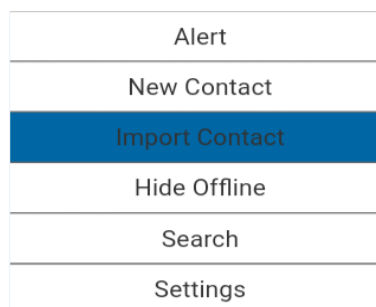 Alert
New Contact
Import Contact
Hide Offline
Search
Settings